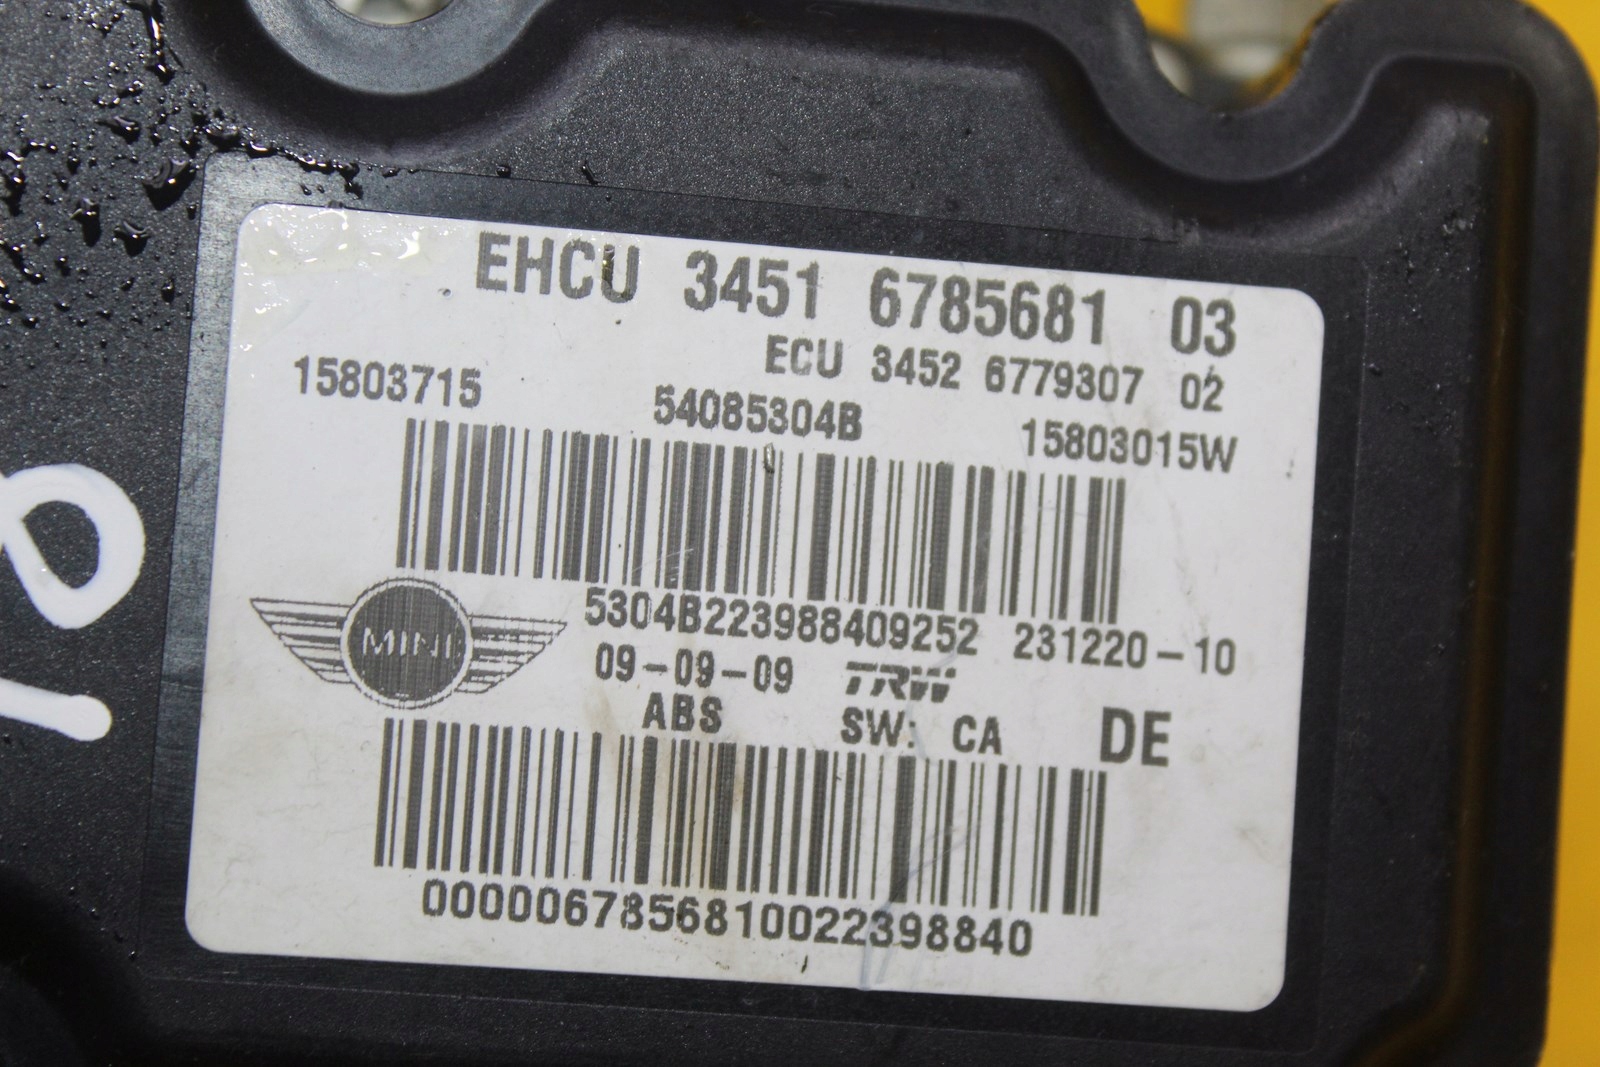 EHCU 3451 6785681 03
ECU 3452 6779307 02
15803715 54085304B 15803015W
5304B223988409252 231220-10
MINI
09-09-09 TRW
ABS SW: CA DE
0000067856810022398840
81